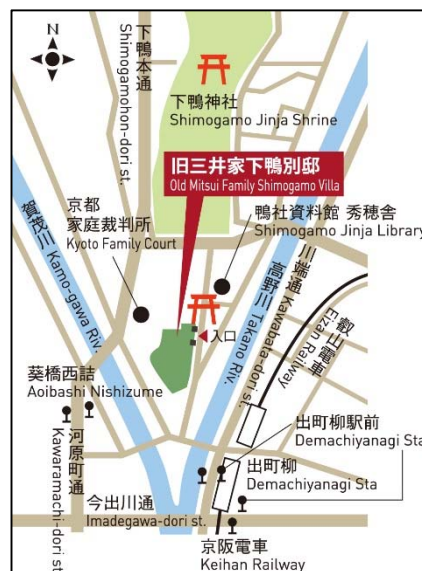 下鴨本通
Shimogamohon-dori st.
下鴨神社
Shimogamo Jinja Shrine
旧三井家下鴨別邸
Old Mitsui Family Shimogamo Villa
賀茂川 Kamo-gawa Riv.
京都
家庭裁判所
Kyoto Family Court
鴨社資料館 秀穂舎
Shimogamo Jinja Library
川端通 Kawabata-dori st.
高野川 Takano Riv.
叡山電車
Eizan Railway
入口
葵橋西詰
Aoibashi Nishizume
河原町通
Kawaramachi-dori st.
出町柳駅前
Demachiyanagi Sta
出町柳
Demachiyanagi Sta
今出川通
Imadegawa-dori st.
京阪電車
Keihan Railway